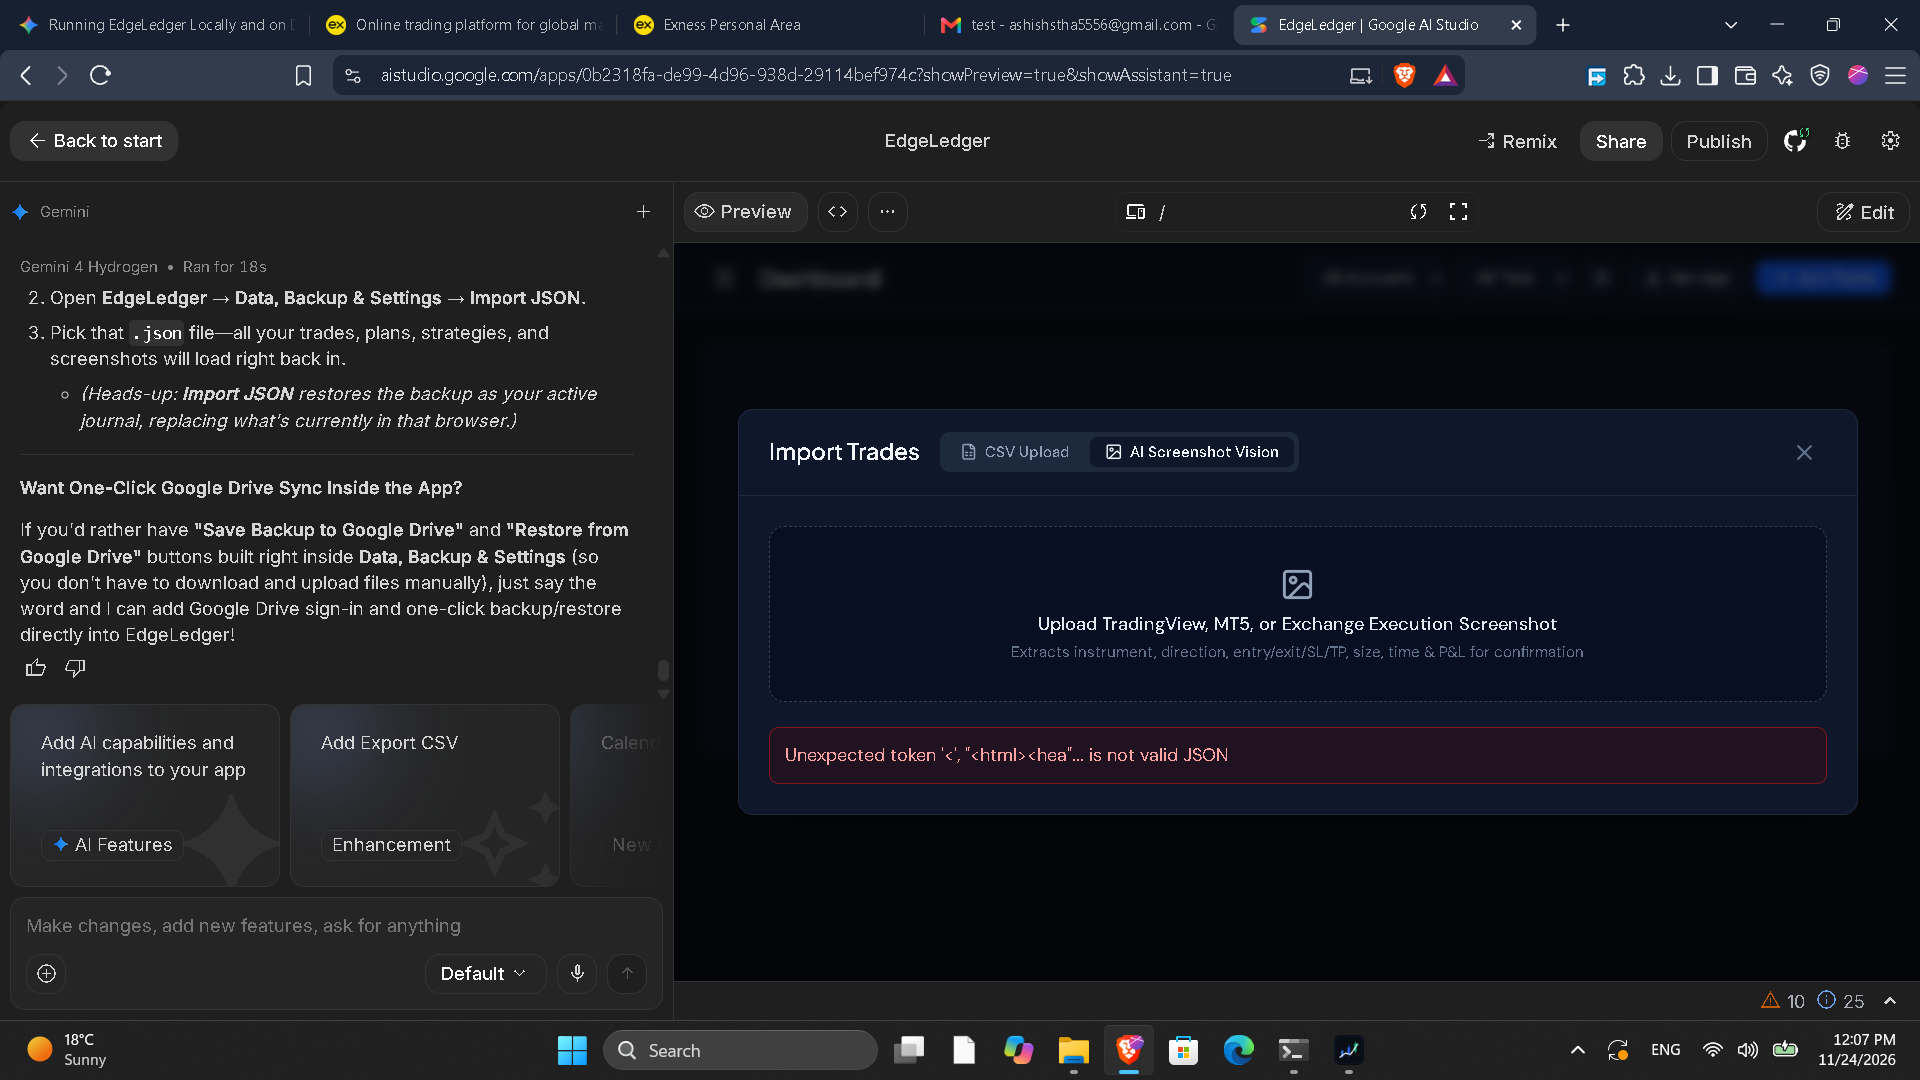 Running EdgeLedger Locally and on
Online trading platform for global ma
Exness Personal Area
test - ashishstha5556@gmail.com - G
EdgeLedger | Google AI Studio
aistudio.google.com/apps/0b2318fa-de99-4d96-938d-29114bef974c?showPreview=true&showAssistant=true
Back to start
EdgeLedger
Remix
Share
Publish
Gemini
Preview
/
Edit
Gemini 4 Hydrogen • Ran for 18s
2. Open EdgeLedger → Data, Backup & Settings → Import JSON.
3. Pick that .json file—all your trades, plans, strategies, and
screenshots will load right back in.
(Heads-up: Import JSON restores the backup as your active
journal, replacing what's currently in that browser.)
Want One-Click Google Drive Sync Inside the App?
If you'd rather have "Save Backup to Google Drive" and "Restore from
Google Drive" buttons built right inside Data, Backup & Settings (so
you don't have to download and upload files manually), just say the
word and I can add Google Drive sign-in and one-click backup/restore
directly into EdgeLedger!
Add AI capabilities and
integrations to your app
AI Features
Add Export CSV
Enhancement
Calend
New
Make changes, add new features, ask for anything
Default
Dashboard
Import Trades
CSV Upload
AI Screenshot Vision
Upload TradingView, MT5, or Exchange Execution Screenshot
Extracts instrument, direction, entry/exit/SL/TP, size, time & P&L for confirmation
Unexpected token '<', "<html><hea"... is not valid JSON
10
25
18°C
Sunny
Search
ENG
12:07 PM
11/24/2026